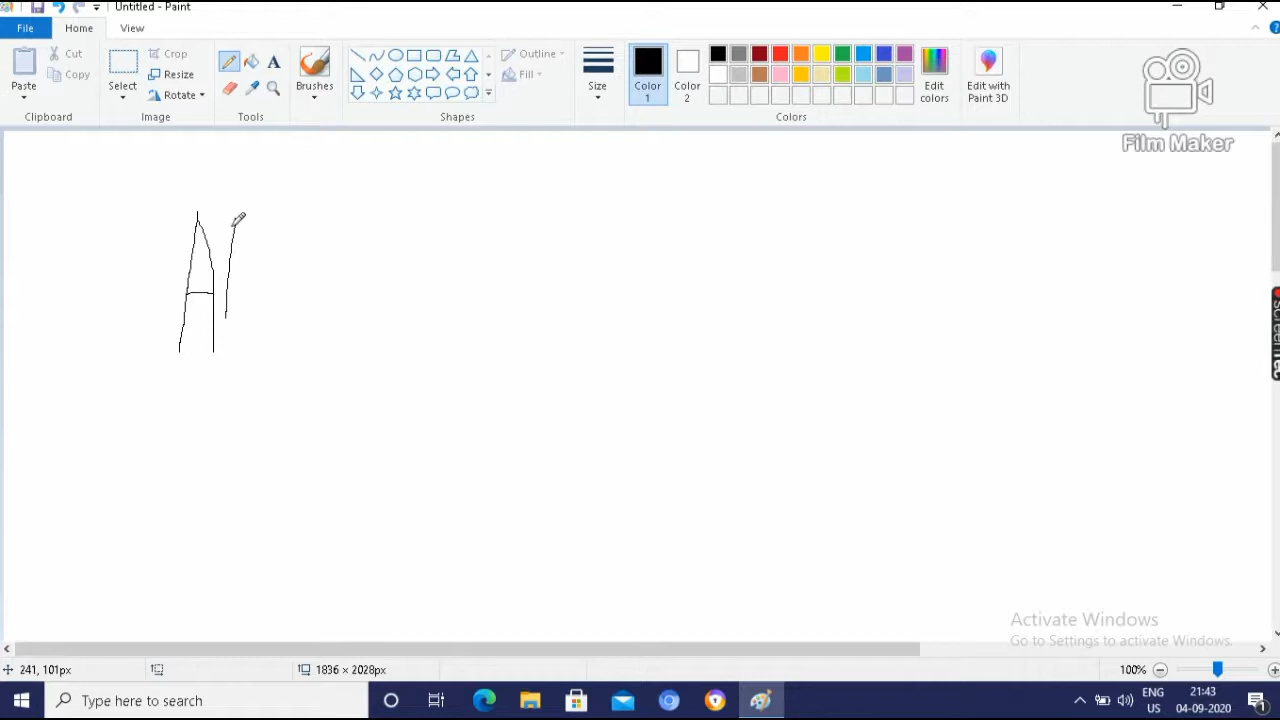 Untitled - Paint
File Home View
Paste Cut Copy Clipboard
Select Crop Resize Rotate Image
A Tools
Brushes
Shapes
Outline Fill
Size
Color 1 Color 2 Edit colors Colors
Edit with Paint 3D
Film Maker
A
Activate Windows
Go to Settings to activate Windows.
241, 101px 1836 × 2028px 100%
Type here to search ENG US 21:43 04-09-2020 1